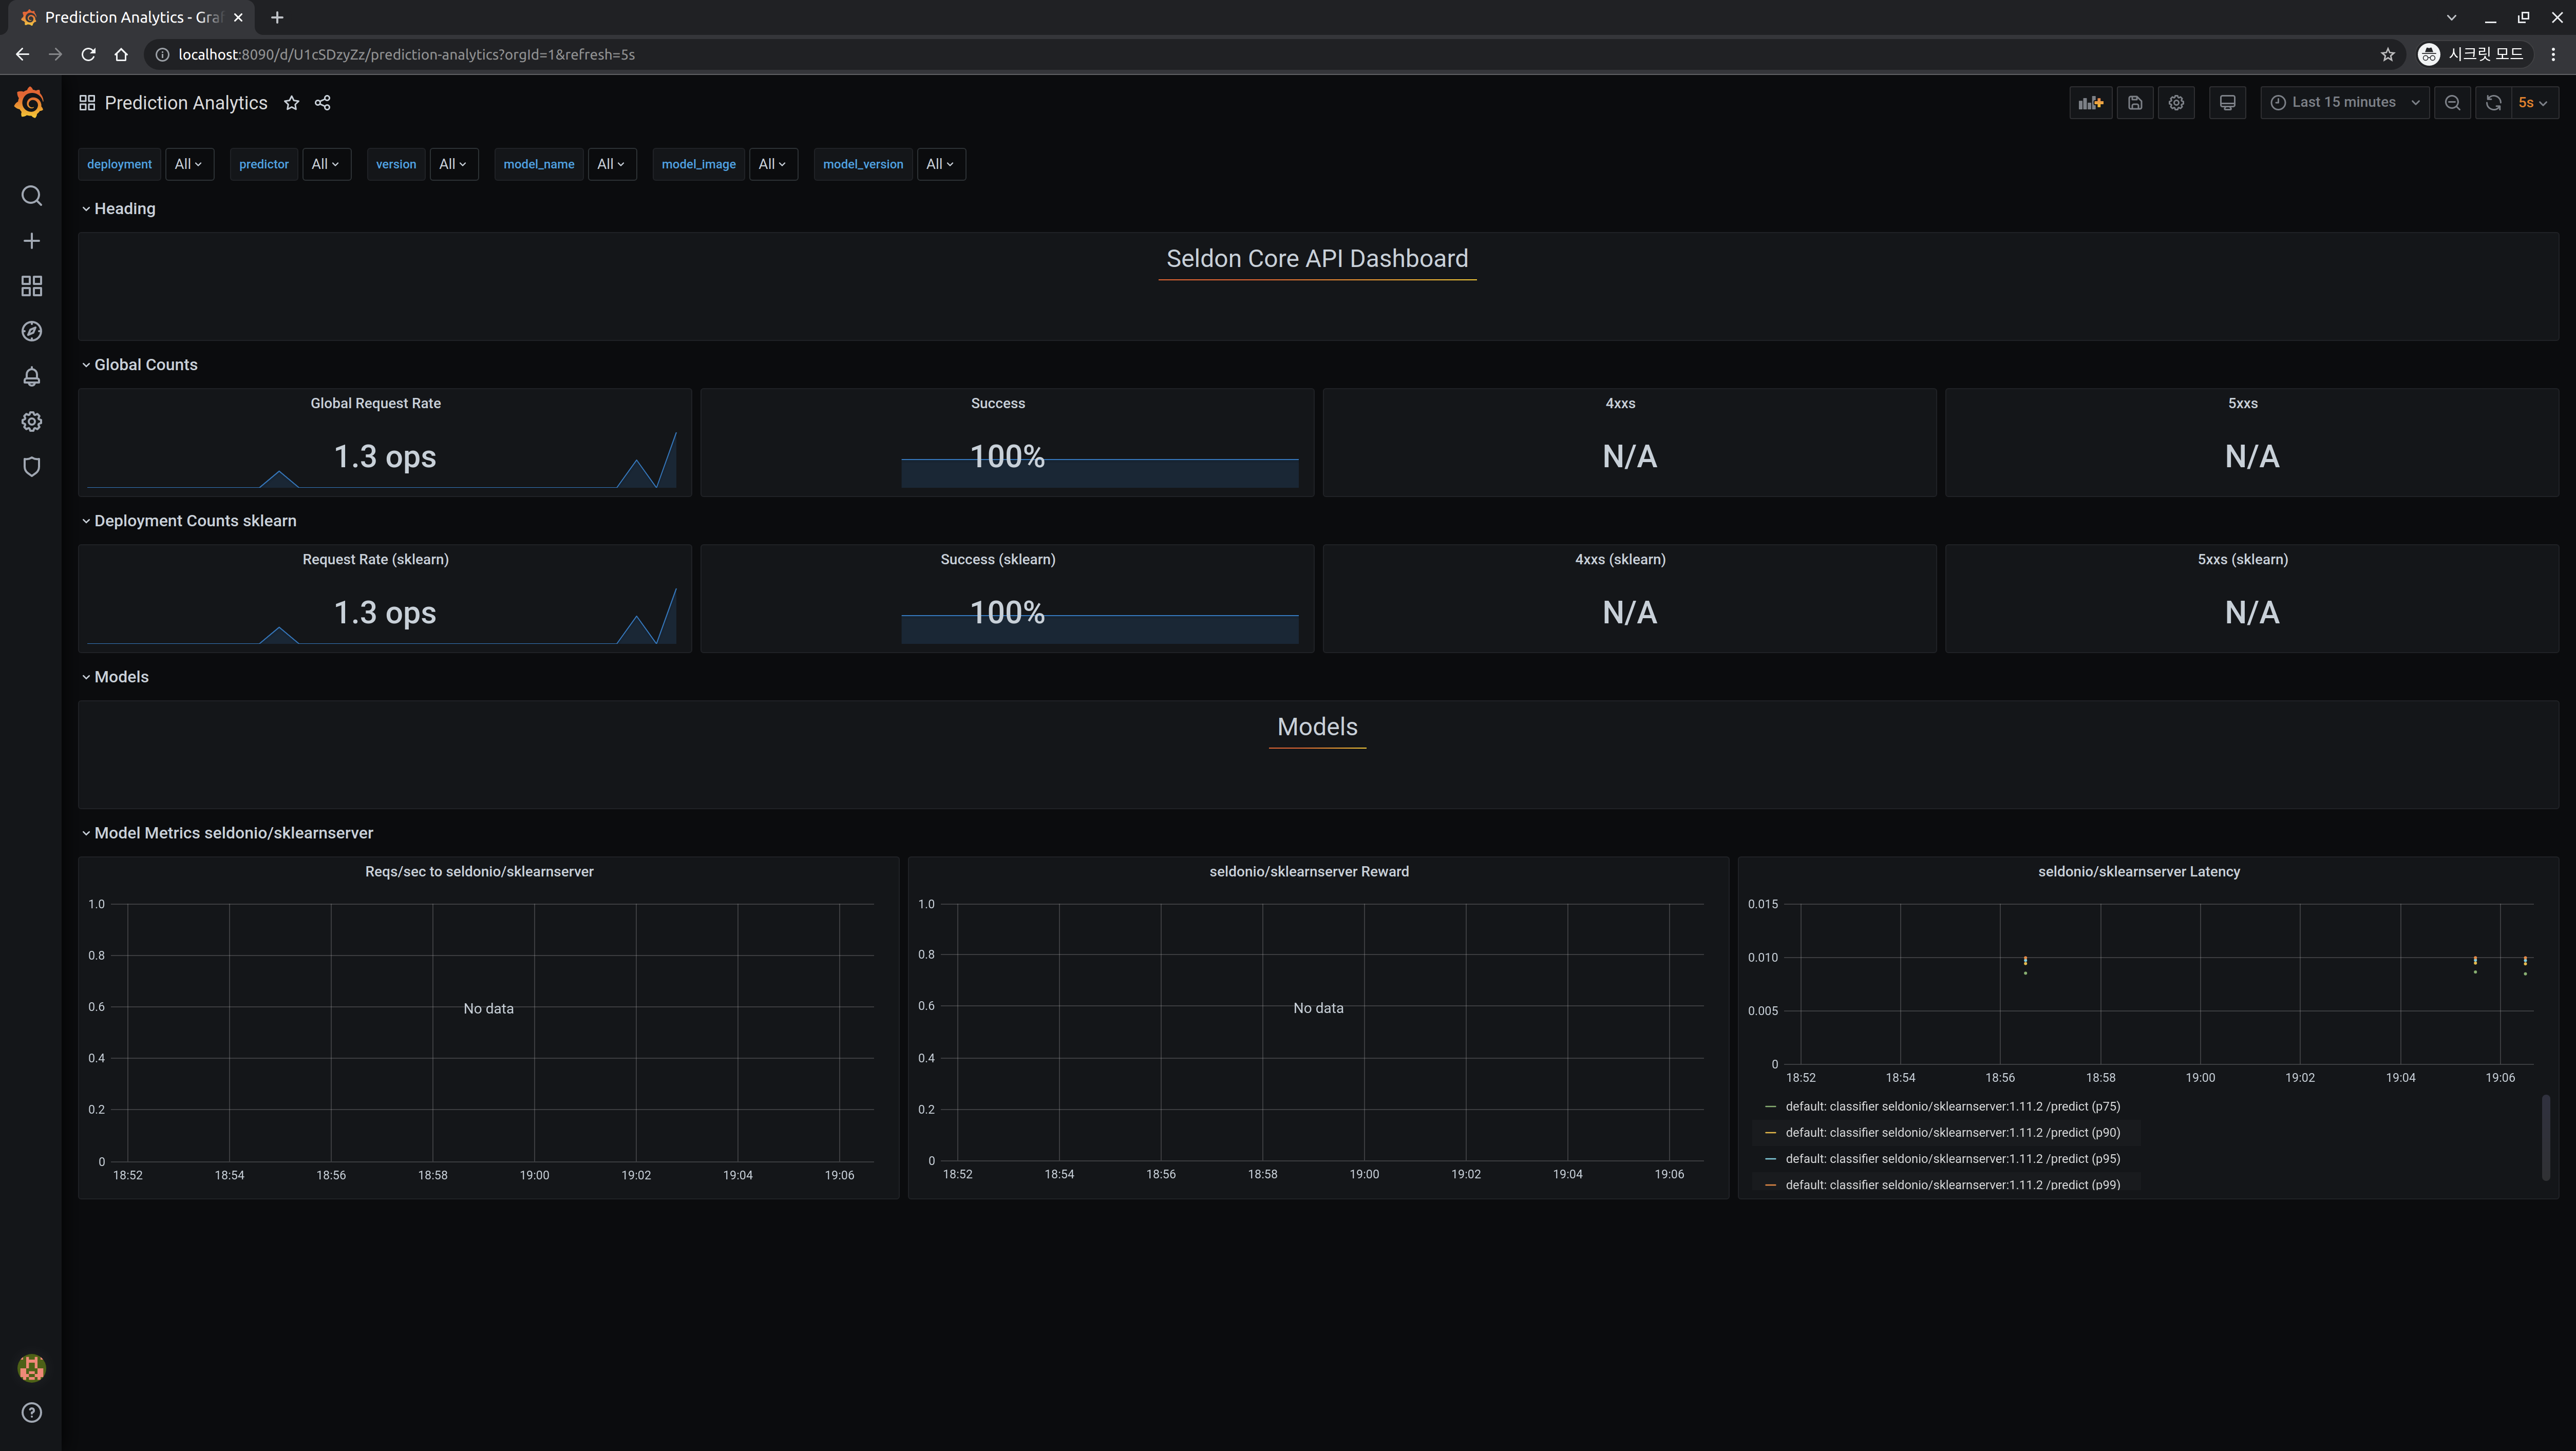 Prediction Analytics - Gra
localhost:8090/d/U1cSDzyZz/prediction-analytics?orgId=1&refresh=5s
시크릿 모드
Prediction Analytics
Last 15 minutes
5s
deployment All predictor All version All model_name All model_image All model_version All
Heading
Seldon Core API Dashboard
Global Counts
Global Request Rate
1.3 ops
Success
100%
4xxs
N/A
5xxs
N/A
Deployment Counts sklearn
Request Rate (sklearn)
1.3 ops
Success (sklearn)
100%
4xxs (sklearn)
N/A
5xxs (sklearn)
N/A
Models
Models
Model Metrics seldonio/sklearnserver
Reqs/sec to seldonio/sklearnserver
1.0
0.8
0.6
0.4
0.2
0
No data
18:52 18:54 18:56 18:58 19:00 19:02 19:04 19:06
seldonio/sklearnserver Reward
1.0
0.8
0.6
0.4
0.2
0
No data
18:52 18:54 18:56 18:58 19:00 19:02 19:04 19:06
seldonio/sklearnserver Latency
0.015
0.010
0.005
0
18:52 18:54 18:56 18:58 19:00 19:02 19:04 19:06
default: classifier seldonio/sklearnserver:1.11.2 /predict (p75)
default: classifier seldonio/sklearnserver:1.11.2 /predict (p90)
default: classifier seldonio/sklearnserver:1.11.2 /predict (p95)
default: classifier seldonio/sklearnserver:1.11.2 /predict (p99)